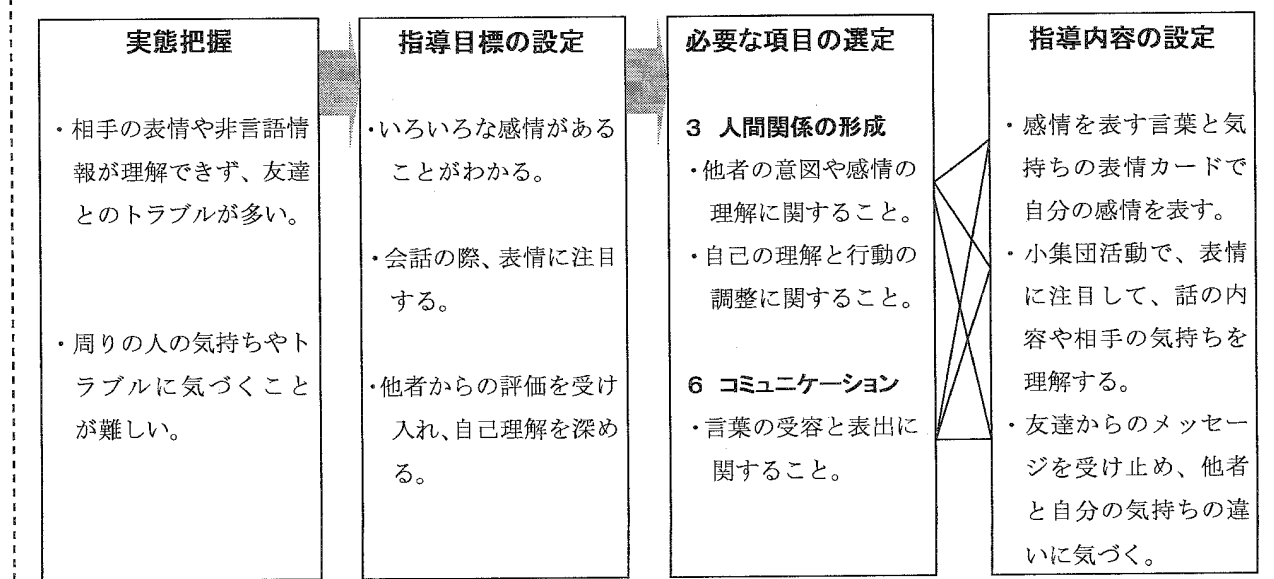 実態把握
・相手の表情や非言語情
報が理解できず、友達
とのトラブルが多い。
・周りの人の気持ちやト
ラブルに気づくこと
が難しい。
指導目標の設定
・いろいろな感情がある
ことがわかる。
・会話の際、表情に注目
する。
・他者からの評価を受け
入れ、自己理解を深め
る。
必要な項目の選定
3 人間関係の形成
・他者の意図や感情の
理解に関すること。
・自己の理解と行動の
調整に関すること。
6 コミュニケーション
・言葉の受容と表出に
関すること。
指導内容の設定
・感情を表す言葉と気
持ちの表情カードで
自分の感情を表す。
・小集団活動で、表情
に注目して、話の内
容や相手の気持ちを
理解する。
・友達からのメッセー
ジを受け止め、他者
と自分の気持ちの違
いに気づく。